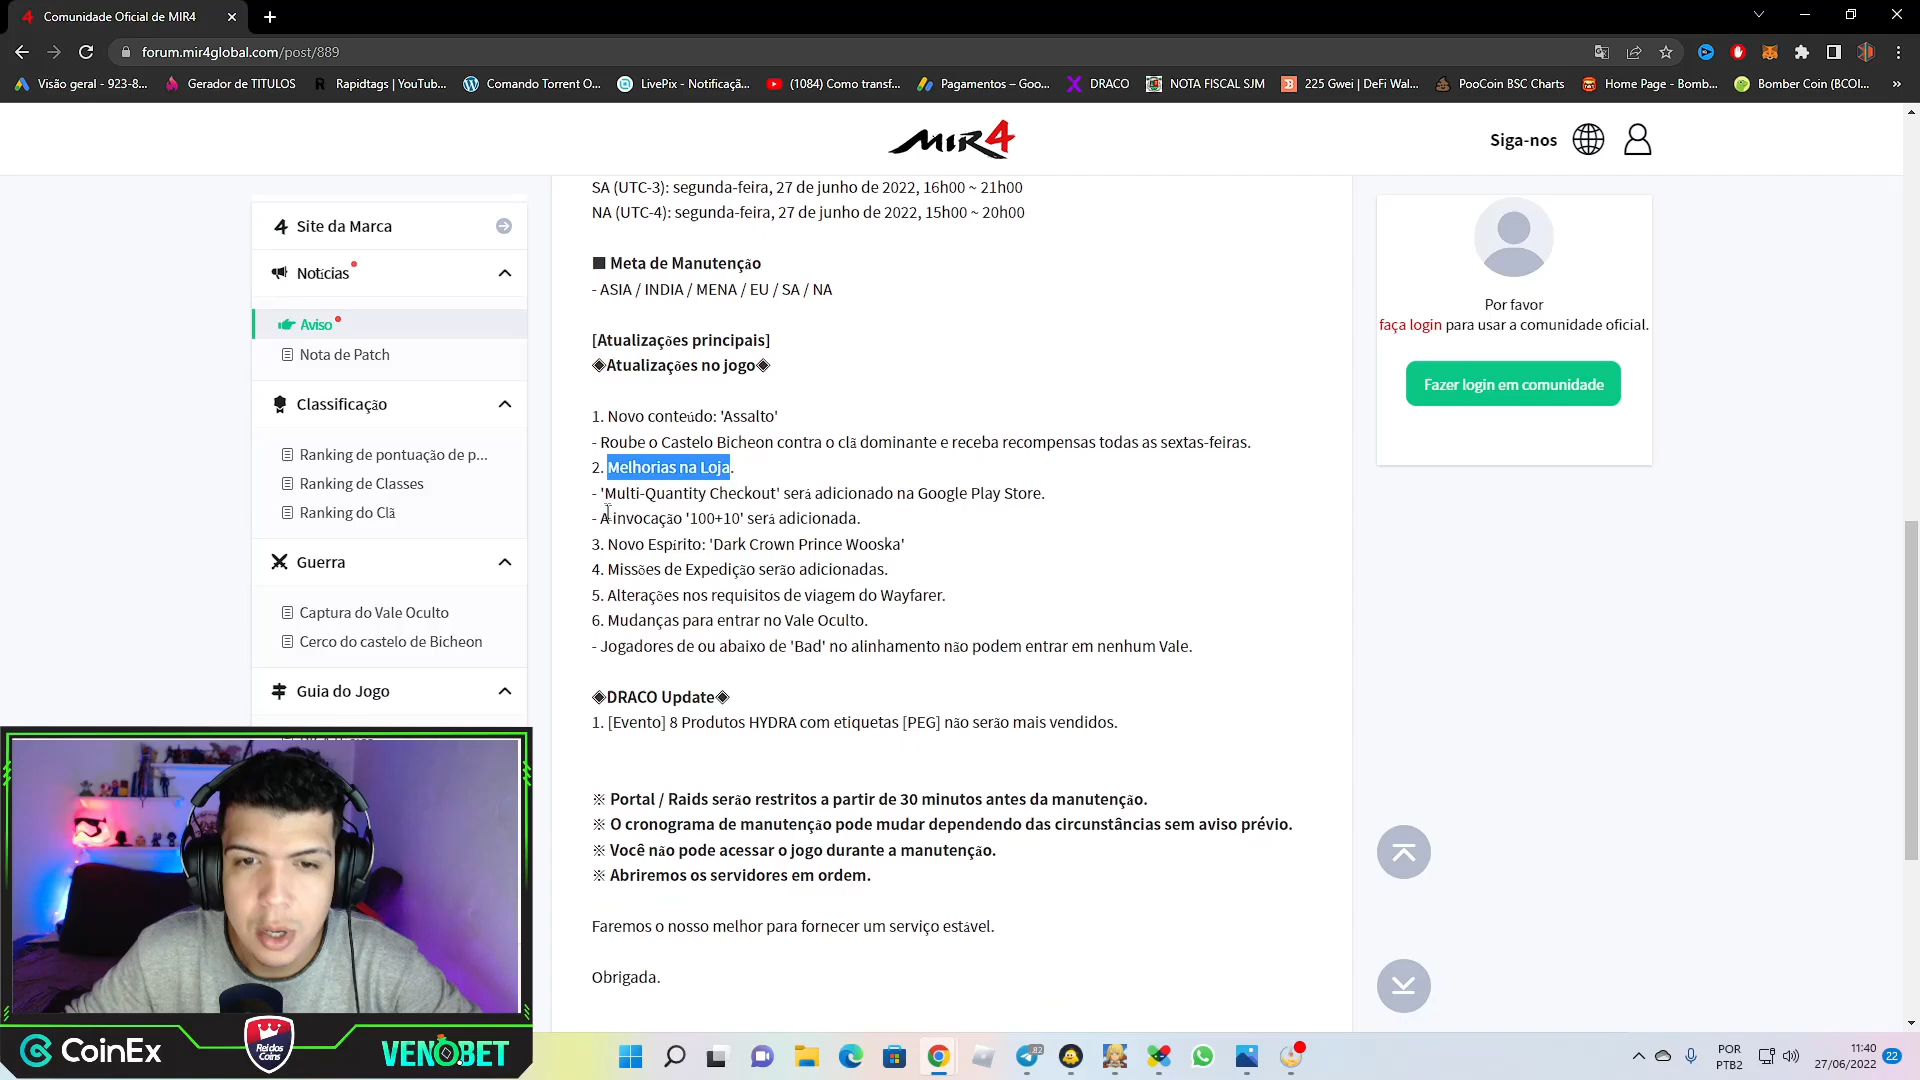 Comunidade Oficial de MIR4
forum.mir4global.com/post/889
Visão geral - 923-8...
Gerador de TITULOS
Rapidtags | YouTub...
Comando Torrent O...
LivePix - Notificaçã...
(1084) Como transf...
Pagamentos – Goo...
DRACO
NOTA FISCAL SJM
225 Gwei | DeFi Wal...
PooCoin BSC Charts
Home Page - Bomb...
Bomber Coin (BCOI...
MIR4
Siga-nos
Site da Marca
Notícias
Aviso
Nota de Patch
Classificação
Ranking de pontuação de p...
Ranking de Classes
Ranking do Clã
Guerra
Captura do Vale Oculto
Cerco do castelo de Bicheon
Guia do Jogo
SA (UTC-3): segunda-feira, 27 de junho de 2022, 16h00 ~ 21h00
NA (UTC-4): segunda-feira, 27 de junho de 2022, 15h00 ~ 20h00
■ Meta de Manutenção
- ASIA / INDIA / MENA / EU / SA / NA
[Atualizações principais]
◈Atualizações no jogo◈
1. Novo conteúdo: 'Assalto'
- Roube o Castelo Bicheon contra o clã dominante e receba recompensas todas as sextas-feiras.
2. Melhorias na Loja.
- 'Multi-Quantity Checkout' será adicionado na Google Play Store.
- A invocação '100+10' será adicionada.
3. Novo Espírito: 'Dark Crown Prince Wooska'
4. Missões de Expedição serão adicionadas.
5. Alterações nos requisitos de viagem do Wayfarer.
6. Mudanças para entrar no Vale Oculto.
- Jogadores de ou abaixo de 'Bad' no alinhamento não podem entrar em nenhum Vale.
◈DRACO Update◈
1. [Evento] 8 Produtos HYDRA com etiquetas [PEG] não serão mais vendidos.
※ Portal / Raids serão restritos a partir de 30 minutos antes da manutenção.
※ O cronograma de manutenção pode mudar dependendo das circunstâncias sem aviso prévio.
※ Você não pode acessar o jogo durante a manutenção.
※ Abriremos os servidores em ordem.
Faremos o nosso melhor para fornecer um serviço estável.
Obrigada.
Por favor
faça login para usar a comunidade oficial.
Fazer login em comunidade
CoinEx
Rei dos
Coins
VENOBET
82
POR
PTB2
11:40
27/06/2022
22